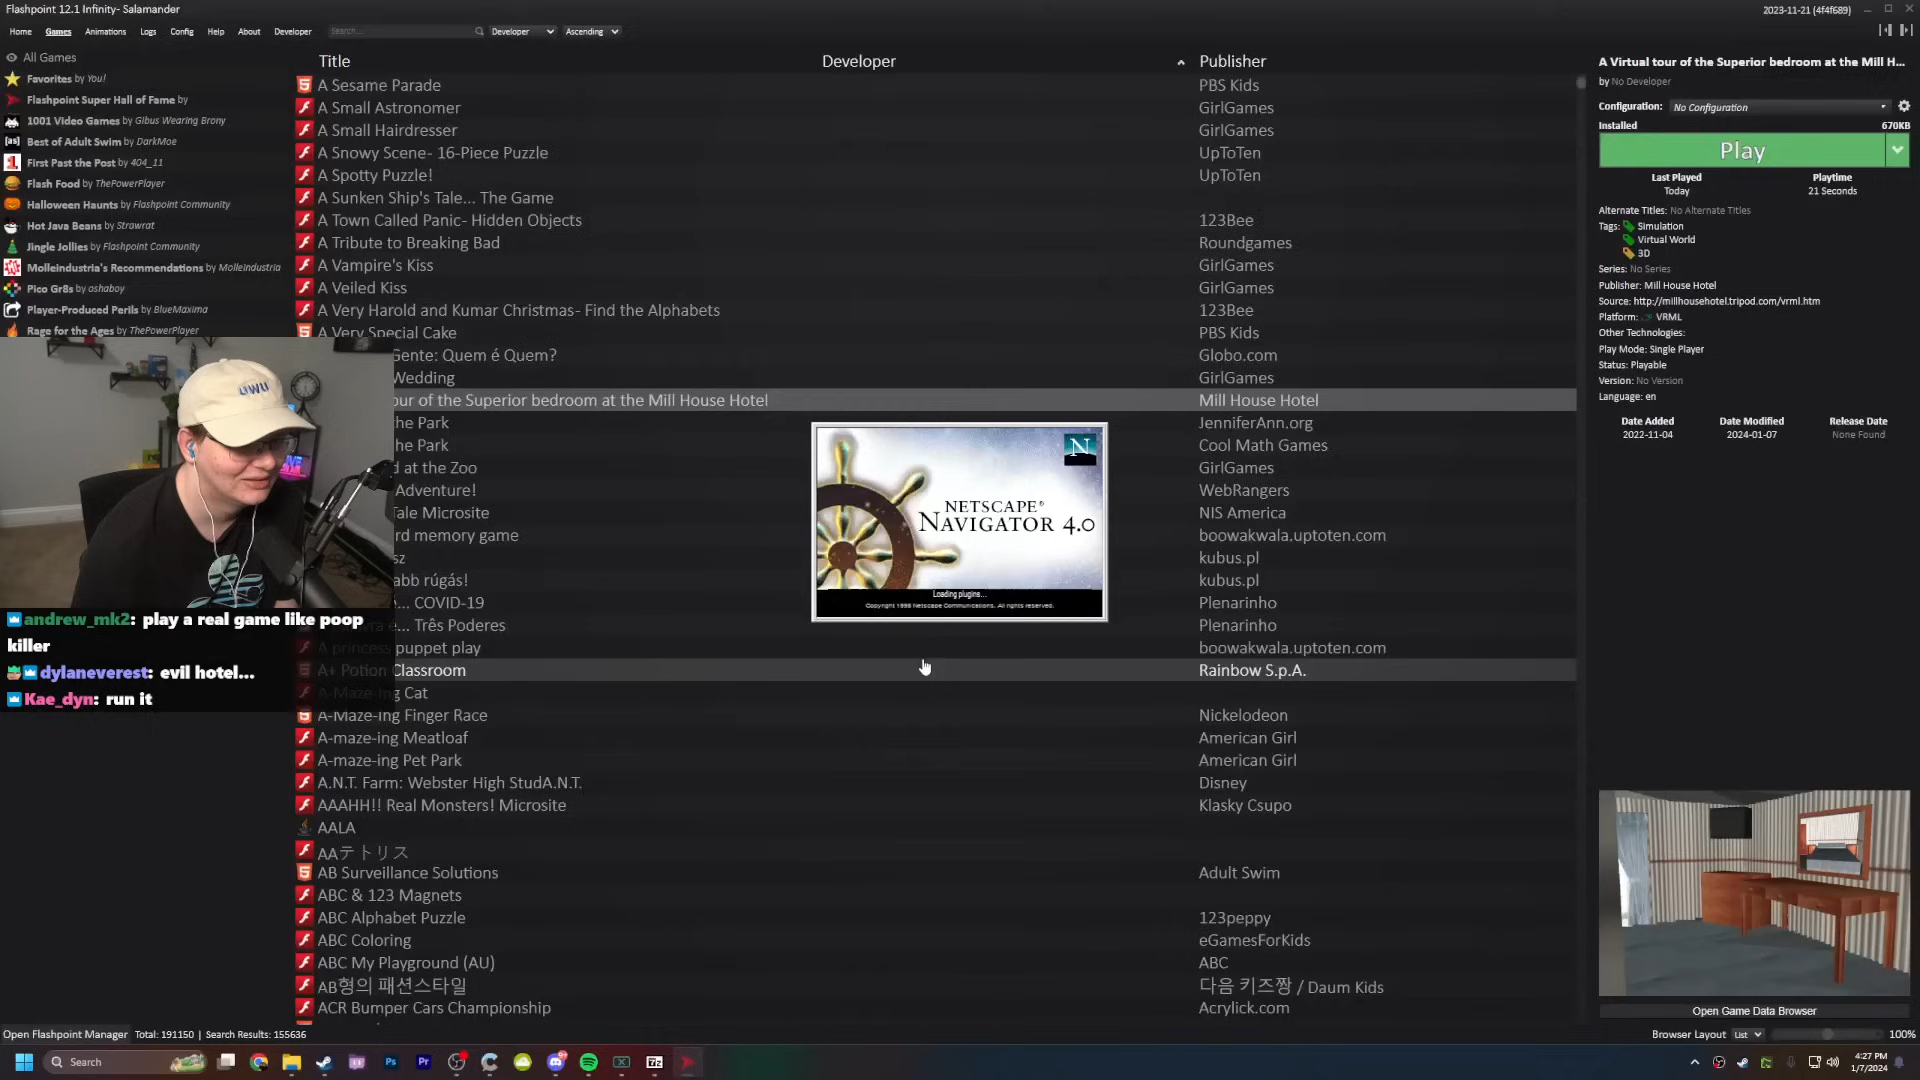 Flashpoint 12.1 Infinity- Salamander
2023-11-21 (4f4f689)
Home Games Animations Logs Config Help About Developer Search... Developer Ascending
All Games
Favorites by You!
Flashpoint Super Hall of Fame by
1001 Video Games by Gibus Wearing Brony
[as] Best of Adult Swim by DarkMoe
First Past the Post by 404_11
Flash Food by ThePowerPlayer
Halloween Haunts by Flashpoint Community
Hot Java Beans by Strawrat
Jingle Jollies by Flashpoint Community
Molleindustria's Recommendations by Molleindustria
Pico Gr8s by oshaboy
Player-Produced Perils by BlueMaxima
Rage for the Ages by ThePowerPlayer
UWU
andrew_mk2: play a real game like poop
killer
dylaneverest: evil hotel...
Kae_dyn: run it
Title Developer Publisher
A Sesame Parade PBS Kids
A Small Astronomer GirlGames
A Small Hairdresser GirlGames
A Snowy Scene- 16-Piece Puzzle UpToTen
A Spotty Puzzle! UpToTen
A Sunken Ship's Tale... The Game
A Town Called Panic- Hidden Objects 123Bee
A Tribute to Breaking Bad Roundgames
A Vampire's Kiss GirlGames
A Veiled Kiss GirlGames
A Very Harold and Kumar Christmas- Find the Alphabets 123Bee
A Very Special Cake PBS Kids
Gente: Quem é Quem? Globo.com
Wedding GirlGames
our of the Superior bedroom at the Mill House Hotel Mill House Hotel
he Park JenniferAnn.org
he Park Cool Math Games
d at the Zoo GirlGames
Adventure! WebRangers
Tale Microsite NIS America
rd memory game boowakwala.uptoten.com
sz kubus.pl
abb rúgás! kubus.pl
... COVID-19 Plenarinho
... Três Poderes Plenarinho
A princess puppet play boowakwala.uptoten.com
A+ Potion Classroom Rainbow S.p.A.
A-Maze-ing Cat
A-Maze-ing Finger Race Nickelodeon
A-maze-ing Meatloaf American Girl
A-maze-ing Pet Park American Girl
A.N.T. Farm: Webster High StudA.N.T. Disney
AAAHH!! Real Monsters! Microsite Klasky Csupo
AALA
AAテトリス
AB Surveillance Solutions Adult Swim
ABC & 123 Magnets
ABC Alphabet Puzzle 123peppy
ABC Coloring eGamesForKids
ABC My Playground (AU) ABC
AB형의 패션스타일 다음 키즈짱 / Daum Kids
ACR Bumper Cars Championship Acrylick.com
N
NETSCAPE®
NAVIGATOR 4.0
Loading plugins...
Copyright 1998 Netscape Communications. All rights reserved.
A Virtual tour of the Superior bedroom at the Mill H...
by No Developer
Configuration: No Configuration
Installed 670KB
Play
Last Played Playtime
Today 21 Seconds
Alternate Titles: No Alternate Titles
Tags: Simulation
Virtual World
3D
Series: No Series
Publisher: Mill House Hotel
Source: http://millhousehotel.tripod.com/vrml.htm
Platform: VRML
Other Technologies:
Play Mode: Single Player
Status: Playable
Version: No Version
Language: en
Date Added Date Modified Release Date
2022-11-04 2024-01-07 None Found
Open Game Data Browser
Open Flashpoint Manager Total: 191150 | Search Results: 155636
Browser Layout List 100%
Search
Ps
Pr
7z
4:27 PM
1/7/2024